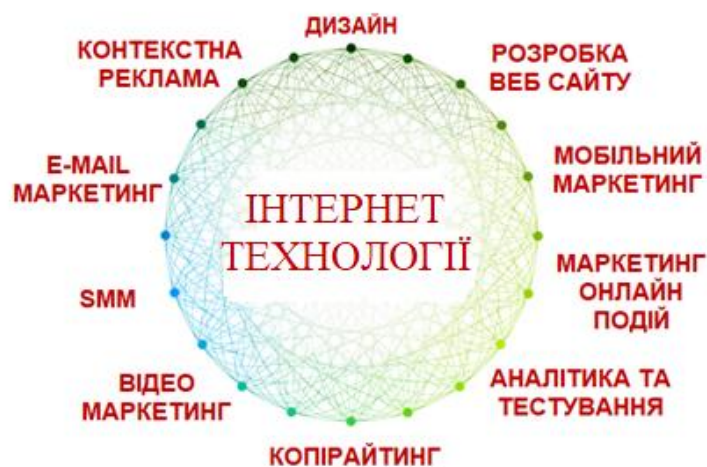 ДИЗАЙН
КОНТЕКСТНА
РЕКЛАМА
РОЗРОБКА
ВЕБ САЙТУ
E-MAIL
МАРКЕТИНГ
МОБІЛЬНИЙ
МАРКЕТИНГ
ІНТЕРНЕТ
ТЕХНОЛОГІЇ
SMM
МАРКЕТИНГ
ОНЛАЙН
ПОДІЙ
ВІДЕО
МАРКЕТИНГ
АНАЛІТИКА ТА
ТЕСТУВАННЯ
КОПІРАЙТИНГ